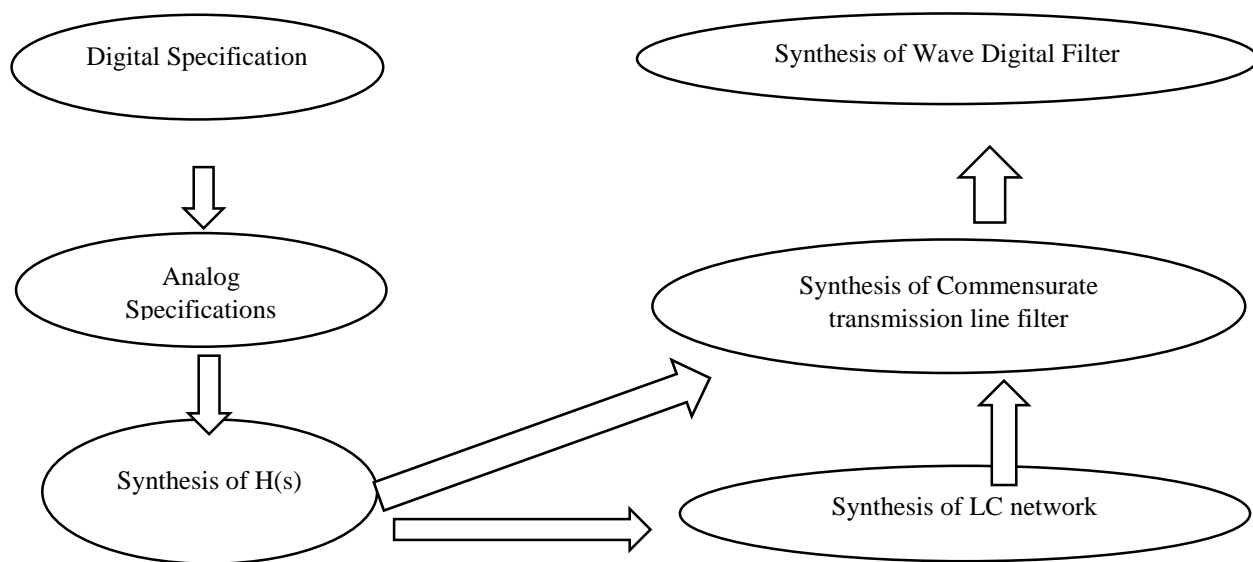 Digital Specification
Synthesis of Wave Digital Filter
Analog
Specifications
Synthesis of Commensurate
transmission line filter
Synthesis of H(s)
Synthesis of LC network